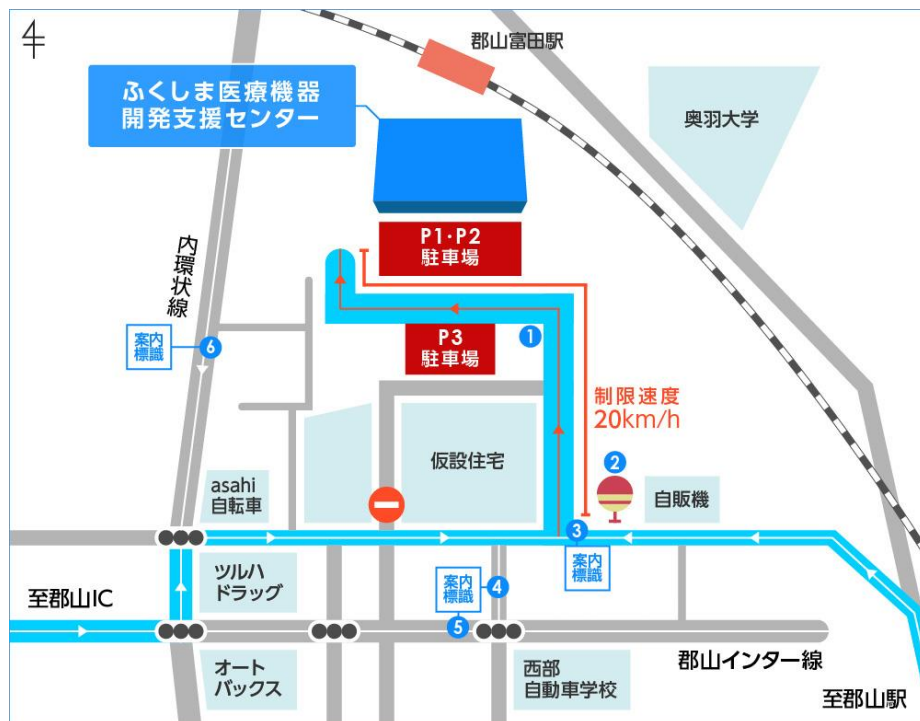 郡山富田駅
ふくしま医療機器
開発支援センター
奥羽大学
P1・P2
駐車場
内環状線
P3
駐車場
1
案内
標識
6
制限速度
20km/h
仮設住宅
2
自販機
asahi
自転車
3
案内
標識
ツルハ
ドラッグ
案内
標識
4
至郡山IC
5
オート
バックス
西部
自動車学校
郡山インター線
至郡山駅